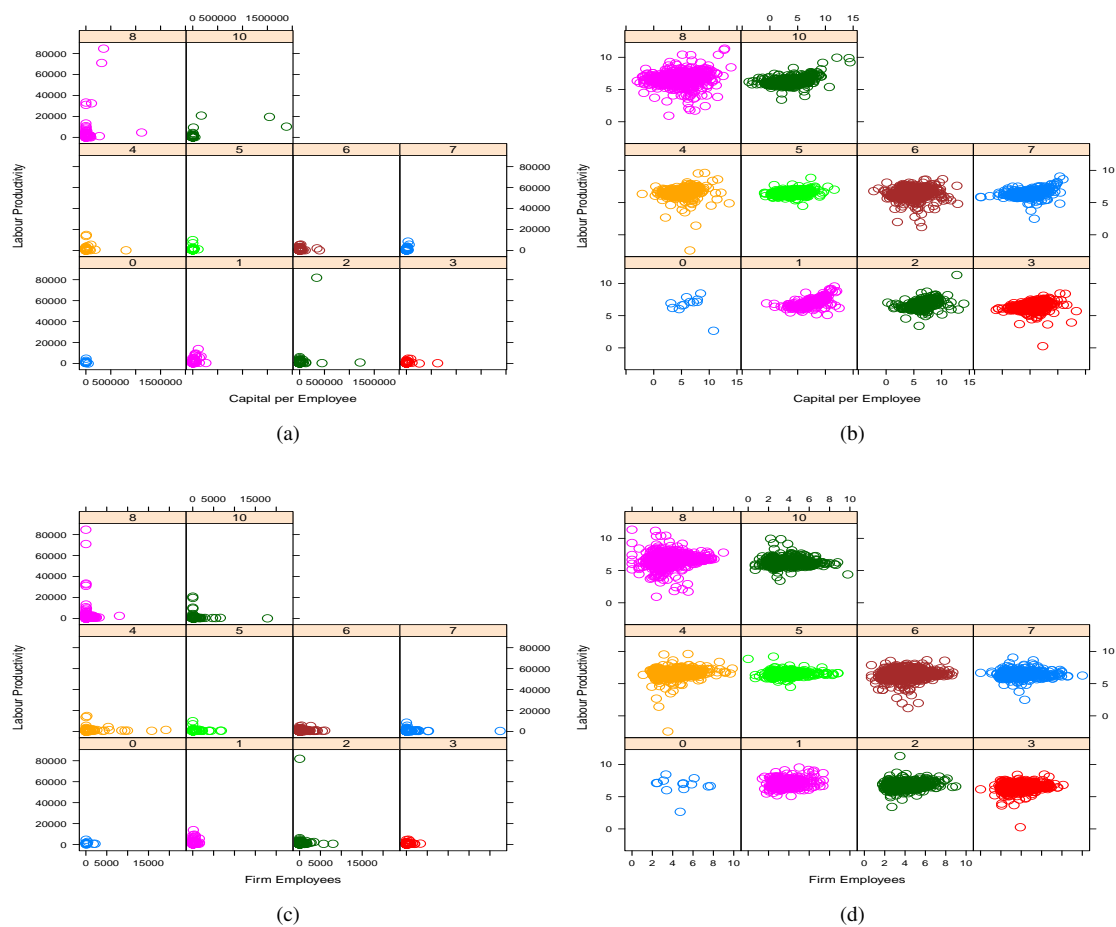 0 500000 1500000
8 10
80000
60000
40000
20000
0
4 5 6 7
80000
60000
40000
20000
0
0 1 2 3
80000
60000
40000
20000
0
0 500000 1500000 0 500000 1500000
Labour Productivity
Capital per Employee
(a)
0 5 10 15
8 10
10
5
0
4 5 6 7
10
5
0
0 1 2 3
10
5
0
0 5 10 15 0 5 10 15
Labour Productivity
Capital per Employee
(b)
0 5000 15000
8 10
80000
60000
40000
20000
0
4 5 6 7
80000
60000
40000
20000
0
0 1 2 3
80000
60000
40000
20000
0
0 5000 15000 0 5000 15000
Labour Productivity
Firm Employees
(c)
0 2 4 6 8 10
8 10
10
5
0
4 5 6 7
10
5
0
0 1 2 3
10
5
0
0 2 4 6 8 10 0 2 4 6 8 10
Labour Productivity
Firm Employees
(d)